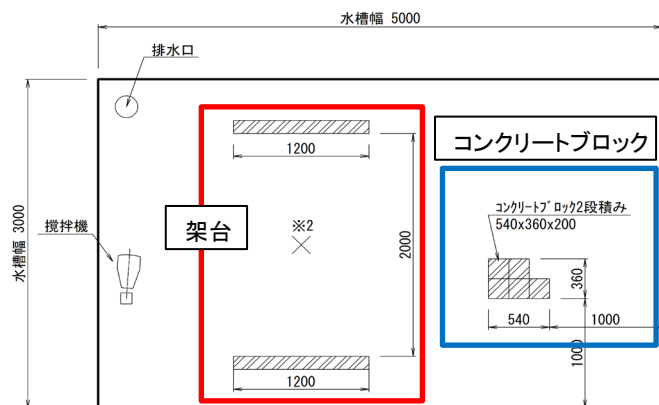 水槽幅 5000
排水口
コンクリートブロック
1200
コンクリートブロック2段積み
540x360x200
撹拌機
架台
※2
水槽幅 3000
2000
360
540
1000
1000
1200